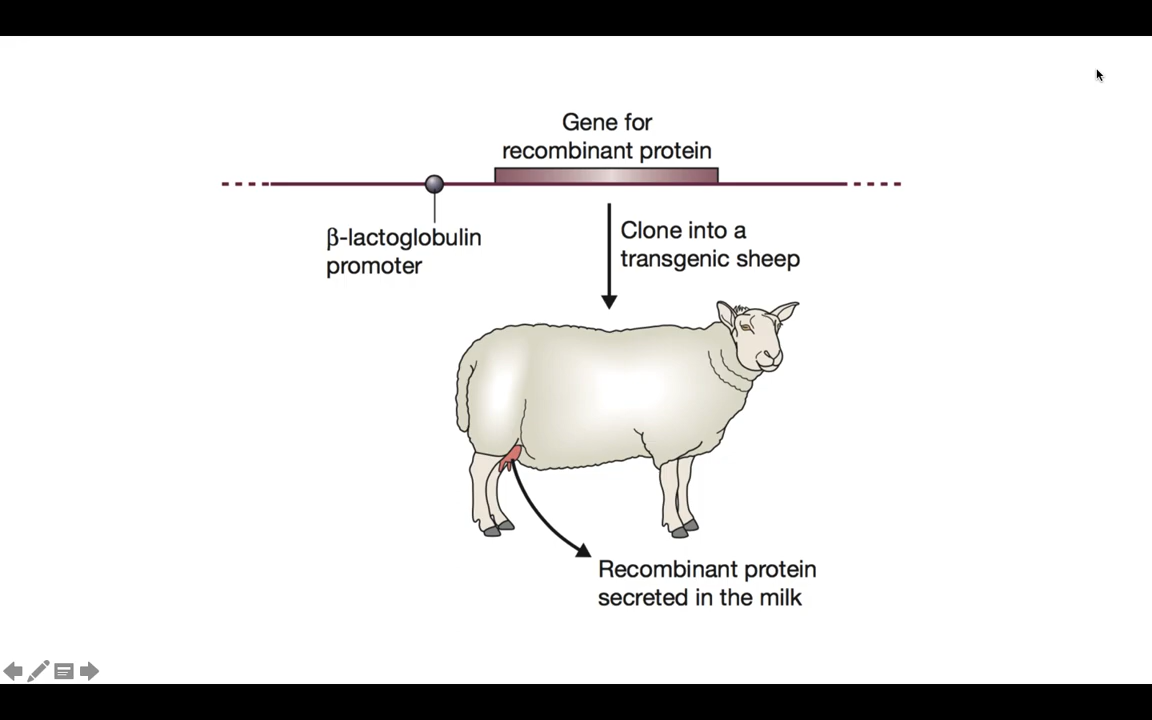 Gene for
recombinant protein
β-lactoglobulin
promoter
Clone into a
transgenic sheep
Recombinant protein
secreted in the milk